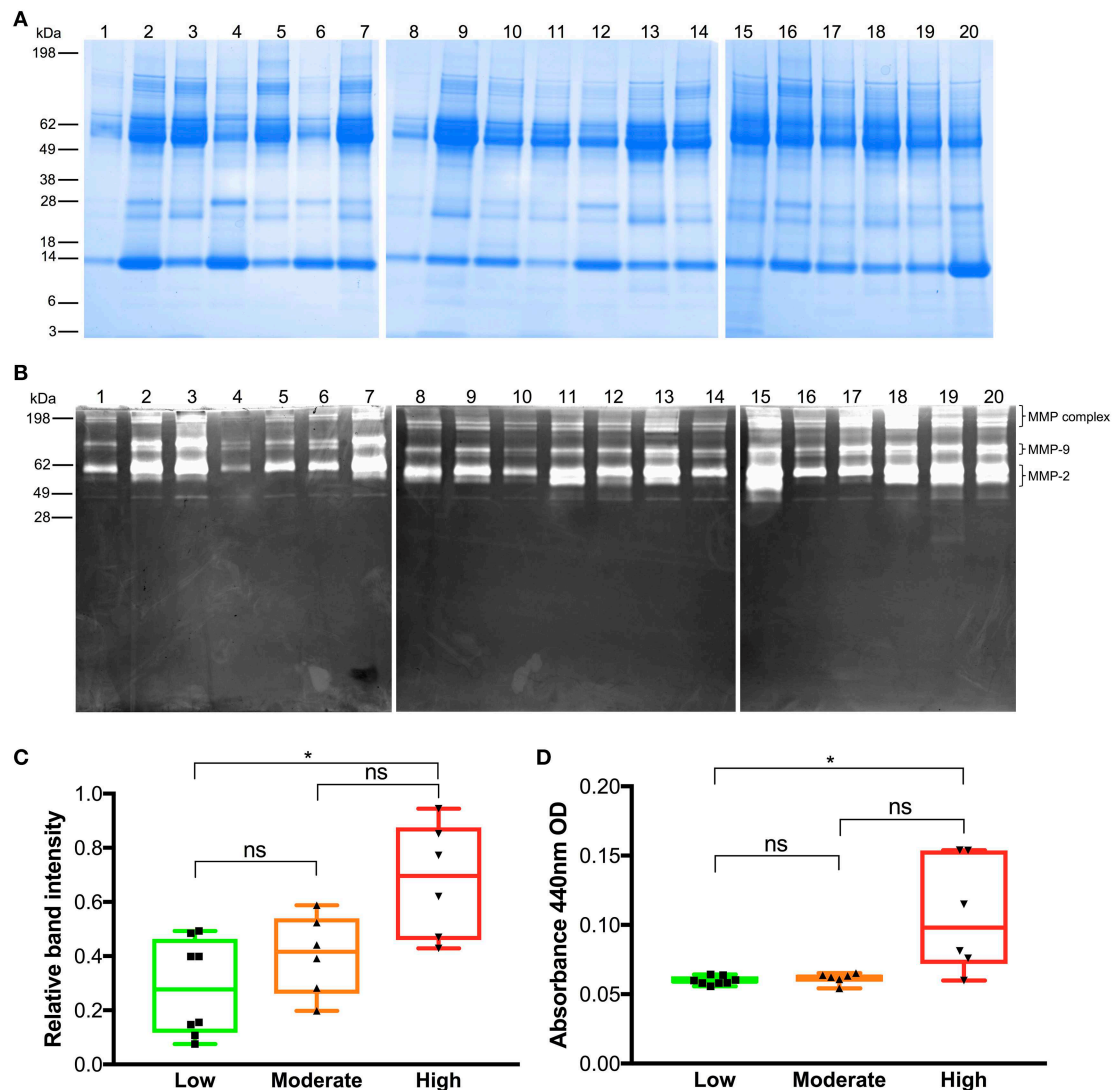 A
kDa 1 2 3 4 5 6 7 8 9 10 11 12 13 14 15 16 17 18 19 20
198
62
49
38
28
18
14
6
3
B
kDa 1 2 3 4 5 6 7 8 9 10 11 12 13 14 15 16 17 18 19 20
198 MMP complex
MMP-9
62
MMP-2
49
28
C
* 
ns
ns
1.0
0.8
0.6
0.4
0.2
0.0
Relative band intensity
Low Moderate High
D
*
ns
ns
0.20
0.15
0.10
0.05
0.00
Absorbance 440nm OD
Low Moderate High